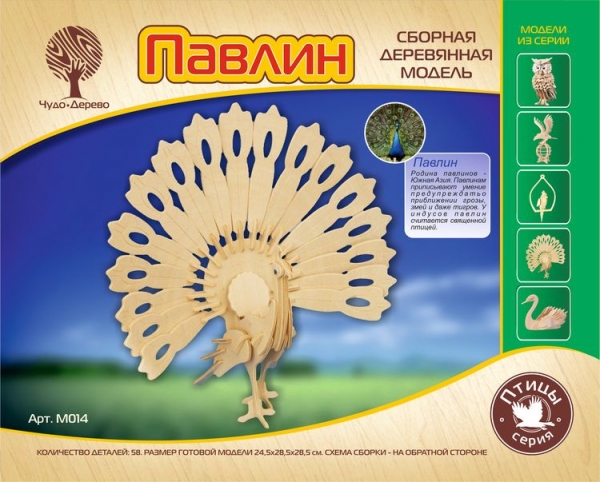 Чудо-Дерево
Павлин
СБОРНАЯ
ДЕРЕВЯННАЯ
МОДЕЛЬ
МОДЕЛИ
ИЗ СЕРИИ
Павлин
Родина павлинов -
Южная Азия. Павлинам
приписывают умение
предупреждать о
приближении грозы,
змей и даже тигров. У
индусов павлин
считается священной
птицей.
Арт. М014
Птицы
серия
КОЛИЧЕСТВО ДЕТАЛЕЙ: 58. РАЗМЕР ГОТОВОЙ МОДЕЛИ 24,5х28,5х28,5 см. СХЕМА СБОРКИ - НА ОБРАТНОЙ СТОРОНЕ